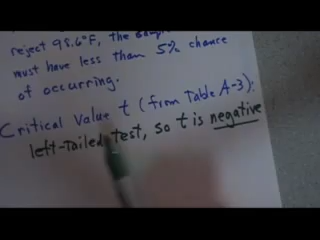 reject 98.6°F, the sample
must have less than 5% chance
of occurring.
Critical Value t (from Table A-3):
left-tailed test, so t is negative